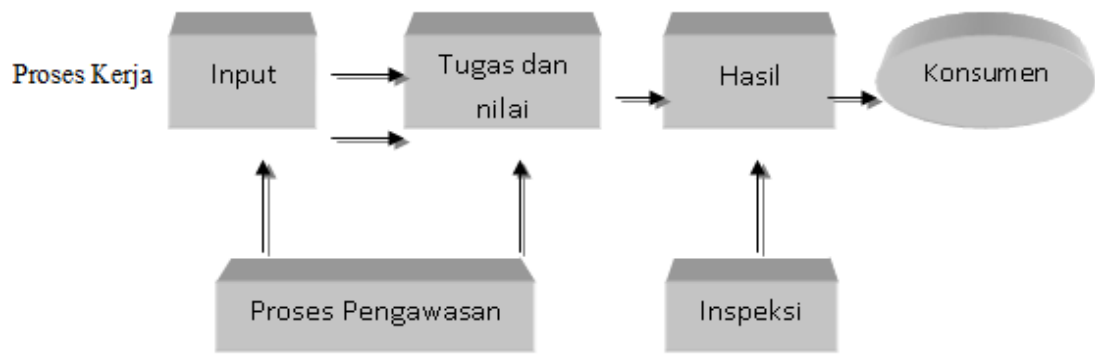 Proses Kerja
Input
Tugas dan
nilai
Hasil
Konsumen
Proses Pengawasan
Inspeksi